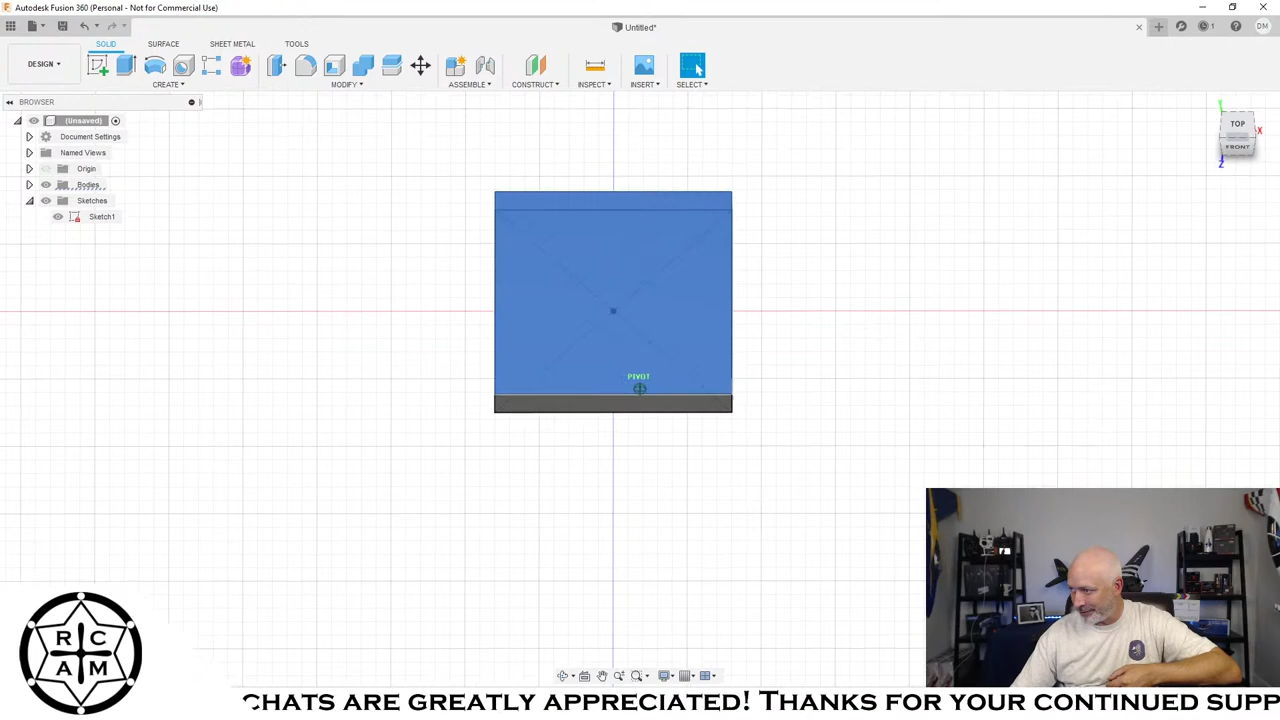 Autodesk Fusion 360 (Personal - Not for Commercial Use)
Untitled*
1
DM
SOLID SURFACE SHEET METAL TOOLS
DESIGN
CREATE MODIFY ASSEMBLE CONSTRUCT INSPECT INSERT SELECT
BROWSER
(Unsaved)
Document Settings
Named Views
Origin
Bodies
Sketches
Sketch1
Y
TOP
X
FRONT
Z
PIVOT
R C
A M
CHATS ARE GREATLY APPRECIATED! THANKS FOR YOUR CONTINUED SUPP